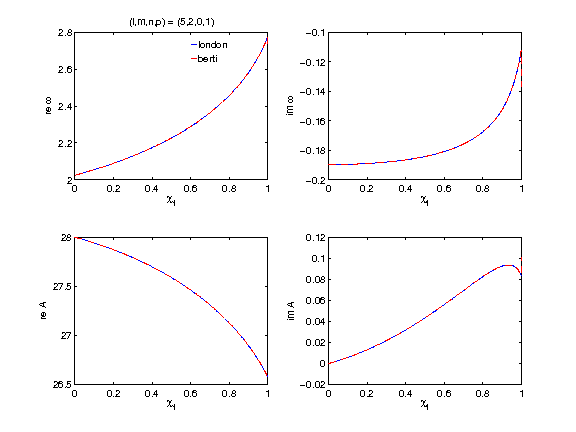 (l,m,n,p) = (5,2,0,1)
2.8
2.6
2.4
2.2
2
re ω
london
berti
0 0.2 0.4 0.6 0.8 1
χf
−0.1
−0.12
−0.14
−0.16
−0.18
−0.2
im ω
0 0.2 0.4 0.6 0.8 1
χf
28
27.5
27
26.5
re A
0 0.2 0.4 0.6 0.8 1
χf
0.12
0.1
0.08
0.06
0.04
0.02
0
−0.02
im A
0 0.2 0.4 0.6 0.8 1
χf